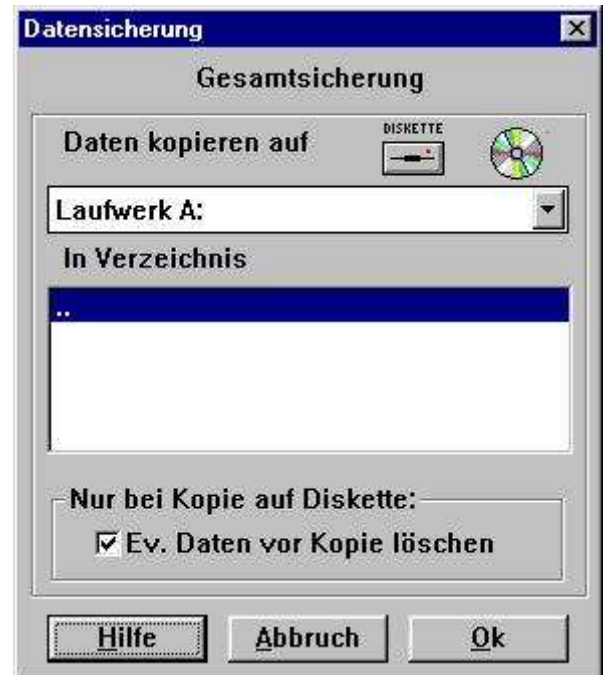 Datensicherung
Gesamtsicherung
Daten kopieren auf
DISKETTE
Laufwerk A:
In Verzeichnis
..
Nur bei Kopie auf Diskette:
Ev. Daten vor Kopie löschen
Hilfe Abbruch Ok